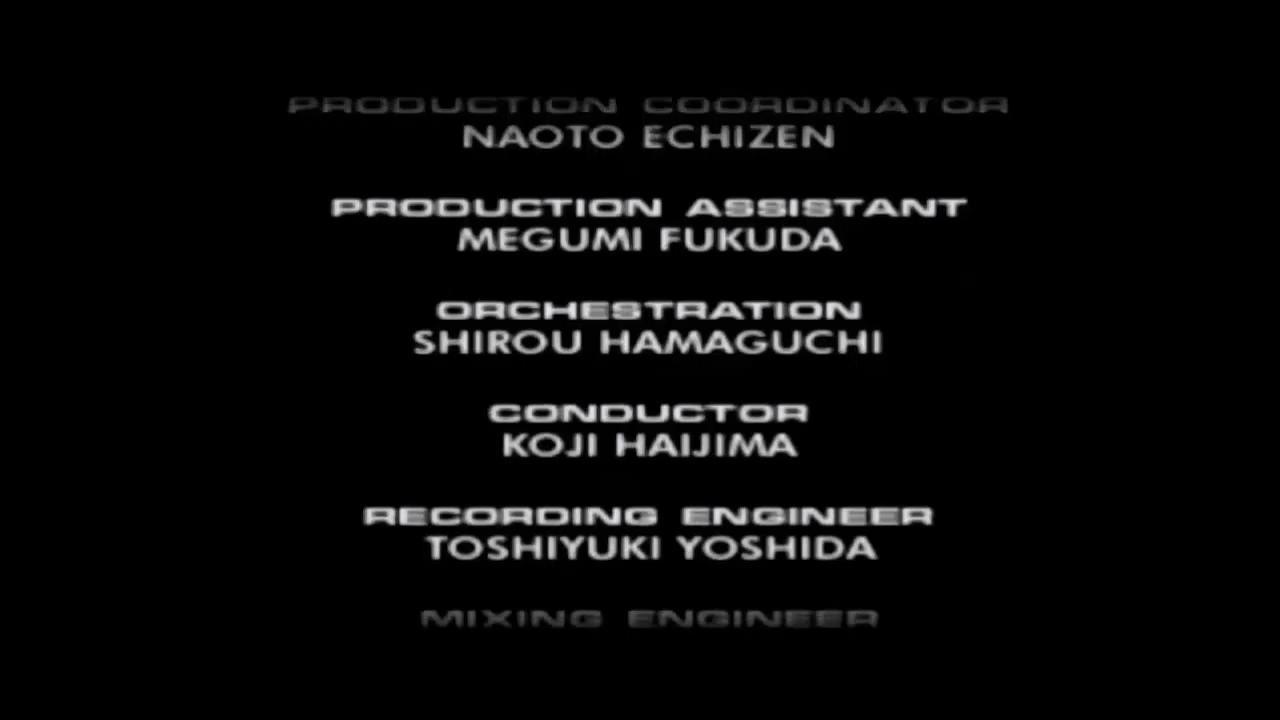 PRODUCTION COORDINATOR
NAOTO ECHIZEN
PRODUCTION ASSISTANT
MEGUMI FUKUDA
ORCHESTRATION
SHIROU HAMAGUCHI
CONDUCTOR
KOJI HAIJIMA
RECORDING ENGINEER
TOSHIYUKI YOSHIDA
MIXING ENGINEER